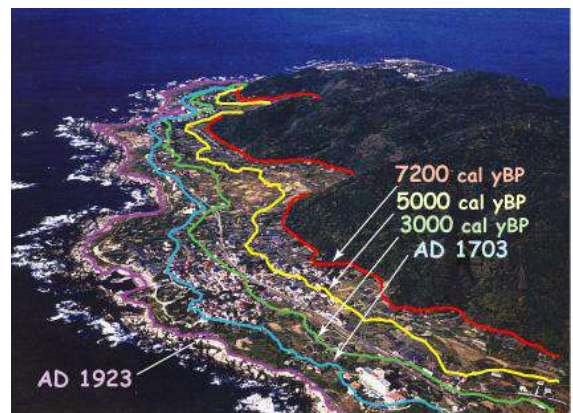 7200 cal yBP
5000 cal yBP
3000 cal yBP
AD 1703
AD 1923